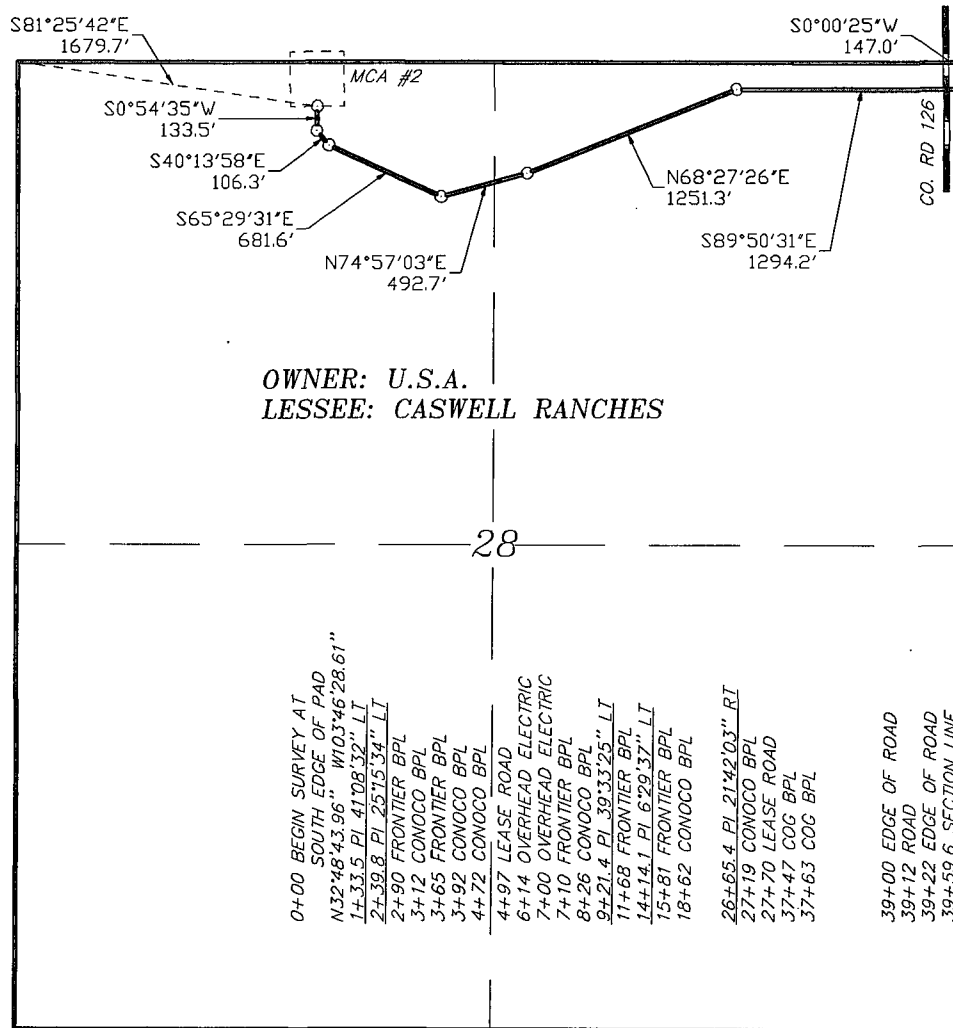 S81°25'42"E
1679.7'
S0°00'25"W
147.0'
MCA #2
S0°54'35"W
133.5'
S40°13'58"E
106.3'
S65°29'31"E
681.6'
N74°57'03"E
492.7'
N68°27'26"E
1251.3'
S89°50'31"E
1294.2'
CO. RD 126
OWNER: U.S.A.
LESSEE: CASWELL RANCHES
28
0+00 BEGIN SURVEY AT
SOUTH EDGE OF PAD
N32°48'43.96" W103°46'28.61"
1+33.5 PI 41°08'32" LT
2+39.8 PI 25°15'34" LT
2+90 FRONTIER BPL
3+12 CONOCO BPL
3+65 FRONTIER BPL
3+92 CONOCO BPL
4+72 CONOCO BPL
4+97 LEASE ROAD
6+14 OVERHEAD ELECTRIC
7+00 OVERHEAD ELECTRIC
7+10 FRONTIER BPL
8+26 CONOCO BPL
9+21.4 PI 39°33'25" LT
11+68 FRONTIER BPL
14+14.1 PI 6°29'37" LT
15+81 FRONTIER BPL
18+62 CONOCO BPL
26+65.4 PI 21°42'03" RT
27+19 CONOCO BPL
27+70 LEASE ROAD
37+47 COG BPL
37+63 COG BPL
39+00 EDGE OF ROAD
39+12 ROAD
39+22 EDGE OF ROAD
39+59.6 SECTION LINE